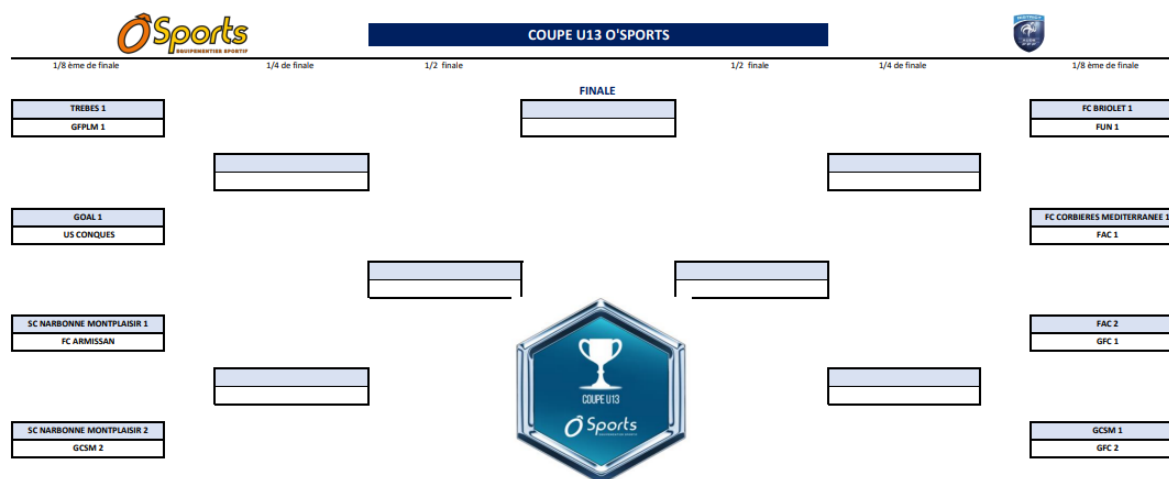 Ô Sports
EQUIPEMENTIER SPORTIF
COUPE U13 O'SPORTS
1/8 ème de finale
1/4 de finale
1/2 finale
1/2 finale
1/4 de finale
1/8 ème de finale
FINALE
TREBES 1
GFPLM 1
FC BRIOLET 1
FUN 1
GOAL 1
US CONQUES
FC CORBIERES MEDITERRANEE 1
FAC 1
SC NARBONNE MONTPLAISIR 1
FC ARMISSAN
FAC 2
GFC 1
COUPE U13
Ô Sports
SC NARBONNE MONTPLAISIR 2
GCSM 2
GCSM 1
GFC 2